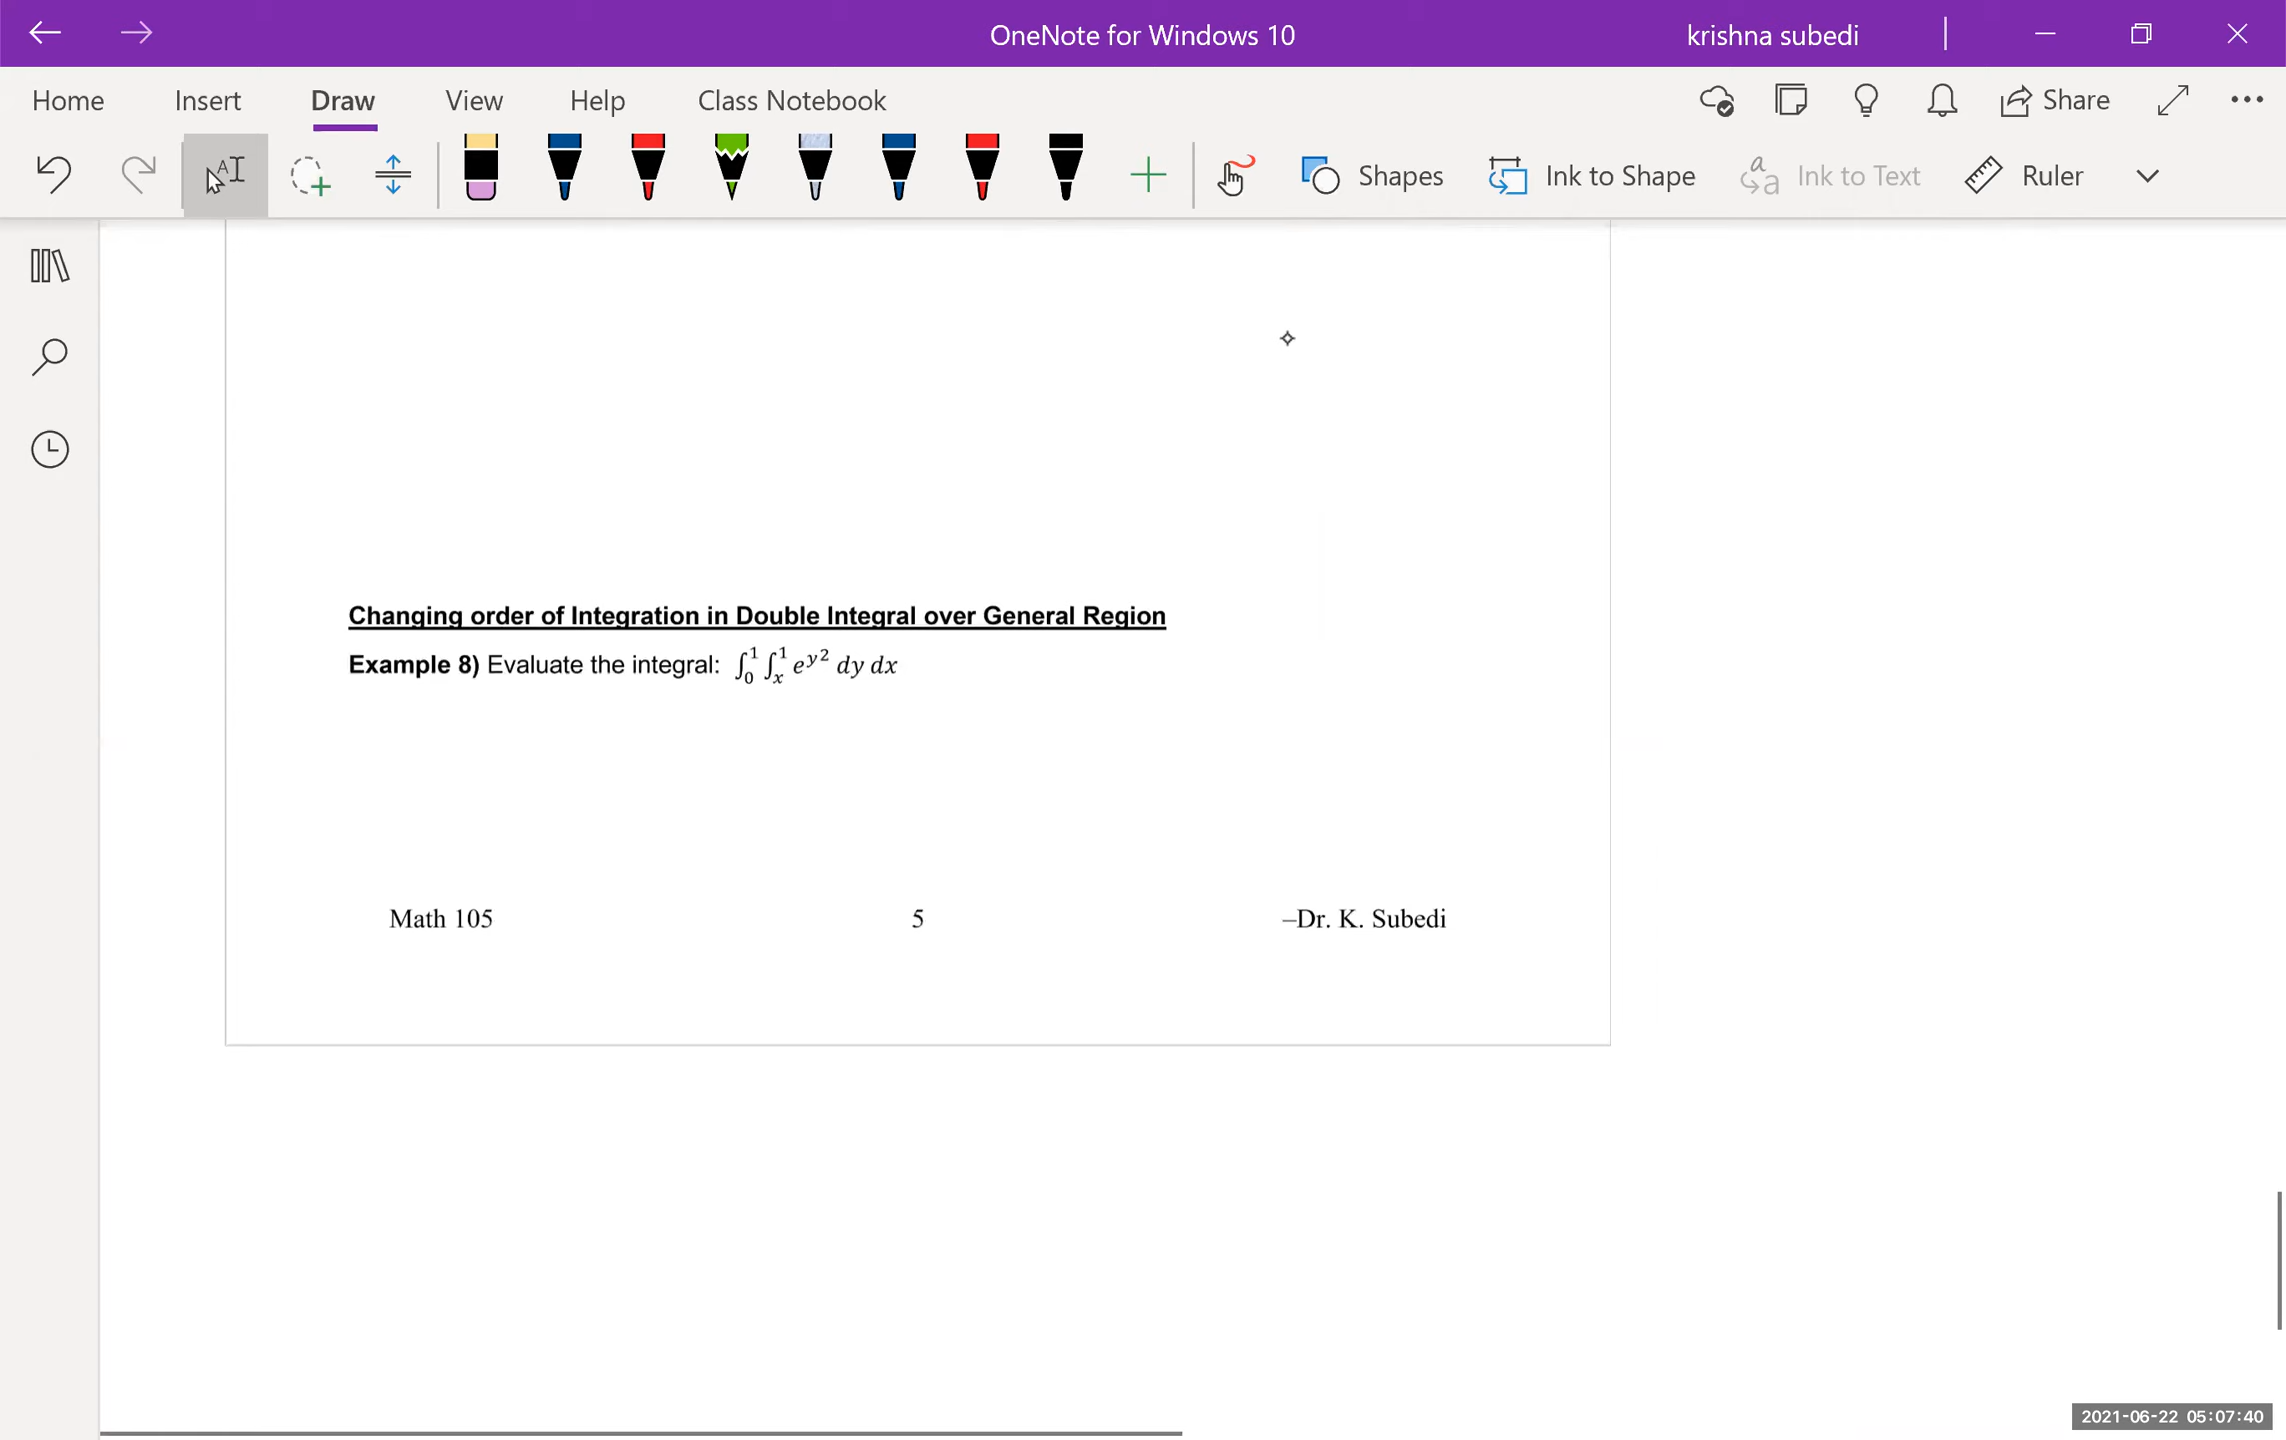 OneNote for Windows 10
krishna subedi
Home Insert Draw View Help Class Notebook
Share
Shapes Ink to Shape Ink to Text Ruler
Changing order of Integration in Double Integral over General Region
Example 8) Evaluate the integral: ∫₀¹ ∫ₓ¹ e^{y^2} dy dx
Math 105 5 –Dr. K. Subedi
2021-06-22 05:07:40